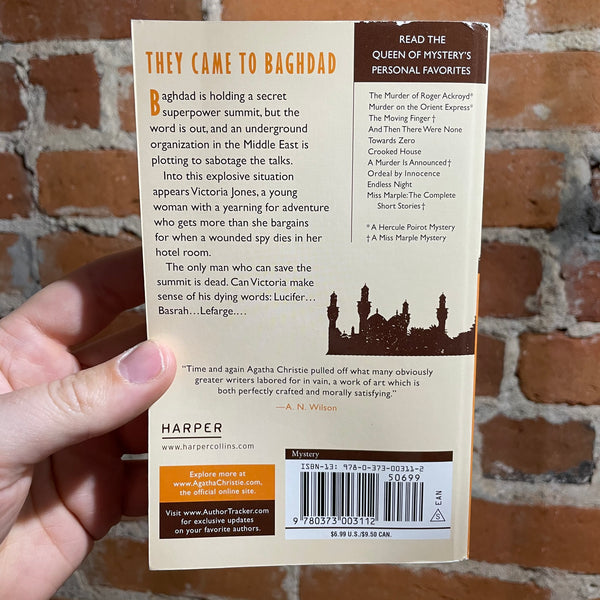 THEY CAME TO BAGHDAD
Baghdad is holding a secret
superpower summit, but the
word is out, and an underground
organization in the Middle East is
plotting to sabotage the talks.
Into this explosive situation
appears Victoria Jones, a young
woman with a yearning for adventure
who gets more than she bargains
for when a wounded spy dies in her
hotel room.
The only man who can save the
summit is dead. Can Victoria make
sense of his dying words: Lucifer…
Basrah…Lefarge….
READ THE
QUEEN OF MYSTERY'S
PERSONAL FAVORITES
The Murder of Roger Ackroyd*
Murder on the Orient Express*
The Moving Finger†
And Then There Were None
Towards Zero
Crooked House
A Murder Is Announced†
Ordeal by Innocence
Endless Night
Miss Marple: The Complete
Short Stories†
* A Hercule Poirot Mystery
† A Miss Marple Mystery
“Time and again Agatha Christie pulled off what many obviously
greater writers labored for in vain, a work of art which is
both perfectly crafted and morally satisfying.”
—A. N. Wilson
HARPER
www.harpercollins.com
Explore more at
www.AgathaChristie.com,
the official online site.
Visit www.AuthorTracker.com
for exclusive updates
on your favorite authors.
Mystery
ISBN-13: 978-0-373-00311-2
50699
9 780373 003112
$6.99 U.S./$9.50 CAN.
S
EAN